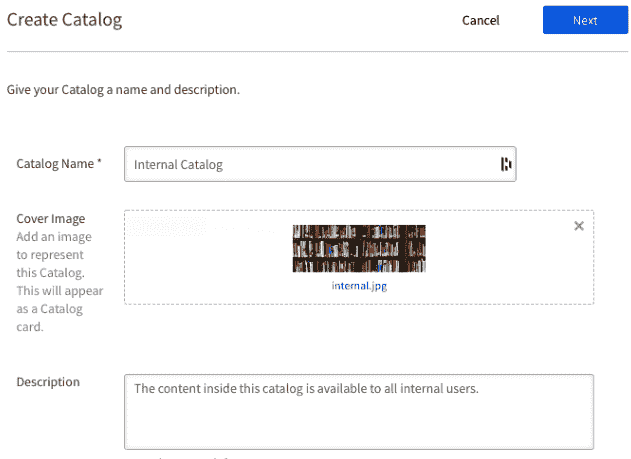 Create Catalog
Cancel
Next
Give your Catalog a name and description.
Catalog Name *
Internal Catalog
Cover Image
Add an image
to represent
this Catalog.
This will appear
as a Catalog
card.
internal.jpg
Description
The content inside this catalog is available to all internal users.